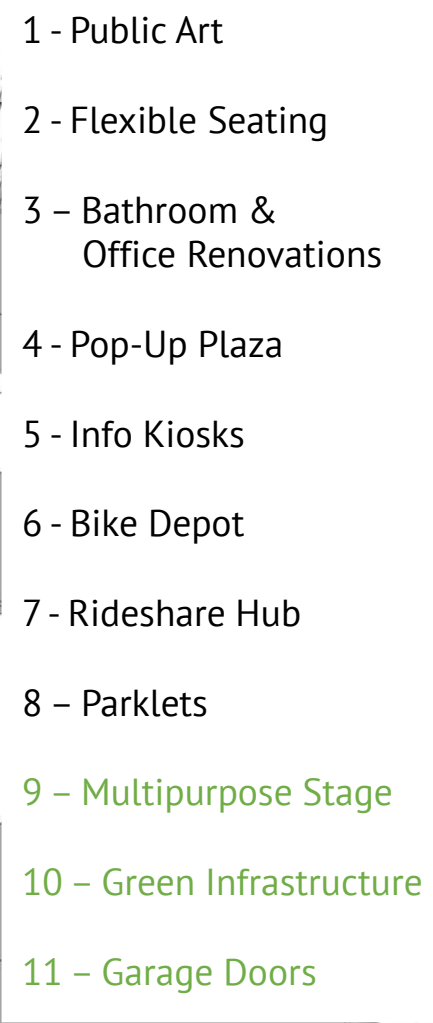 1 - Public Art
2 - Flexible Seating
3 – Bathroom &
Office Renovations
4 - Pop-Up Plaza
5 - Info Kiosks
6 - Bike Depot
7 - Rideshare Hub
8 – Parklets
9 – Multipurpose Stage
10 – Green Infrastructure
11 – Garage Doors